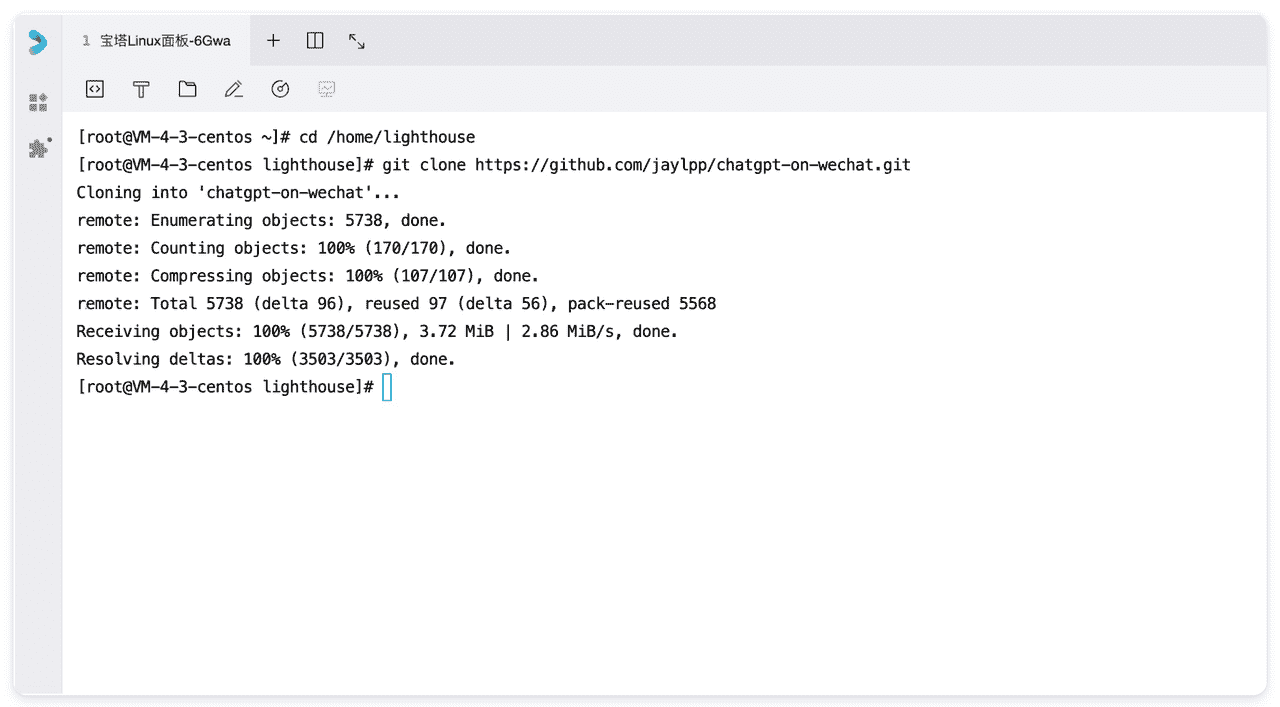 1 宝塔Linux面板-6Gwa
[root@VM-4-3-centos ~]# cd /home/lighthouse
[root@VM-4-3-centos lighthouse]# git clone https://github.com/jaylpp/chatgpt-on-wechat.git
Cloning into 'chatgpt-on-wechat'...
remote: Enumerating objects: 5738, done.
remote: Counting objects: 100% (170/170), done.
remote: Compressing objects: 100% (107/107), done.
remote: Total 5738 (delta 96), reused 97 (delta 56), pack-reused 5568
Receiving objects: 100% (5738/5738), 3.72 MiB | 2.86 MiB/s, done.
Resolving deltas: 100% (3503/3503), done.
[root@VM-4-3-centos lighthouse]#